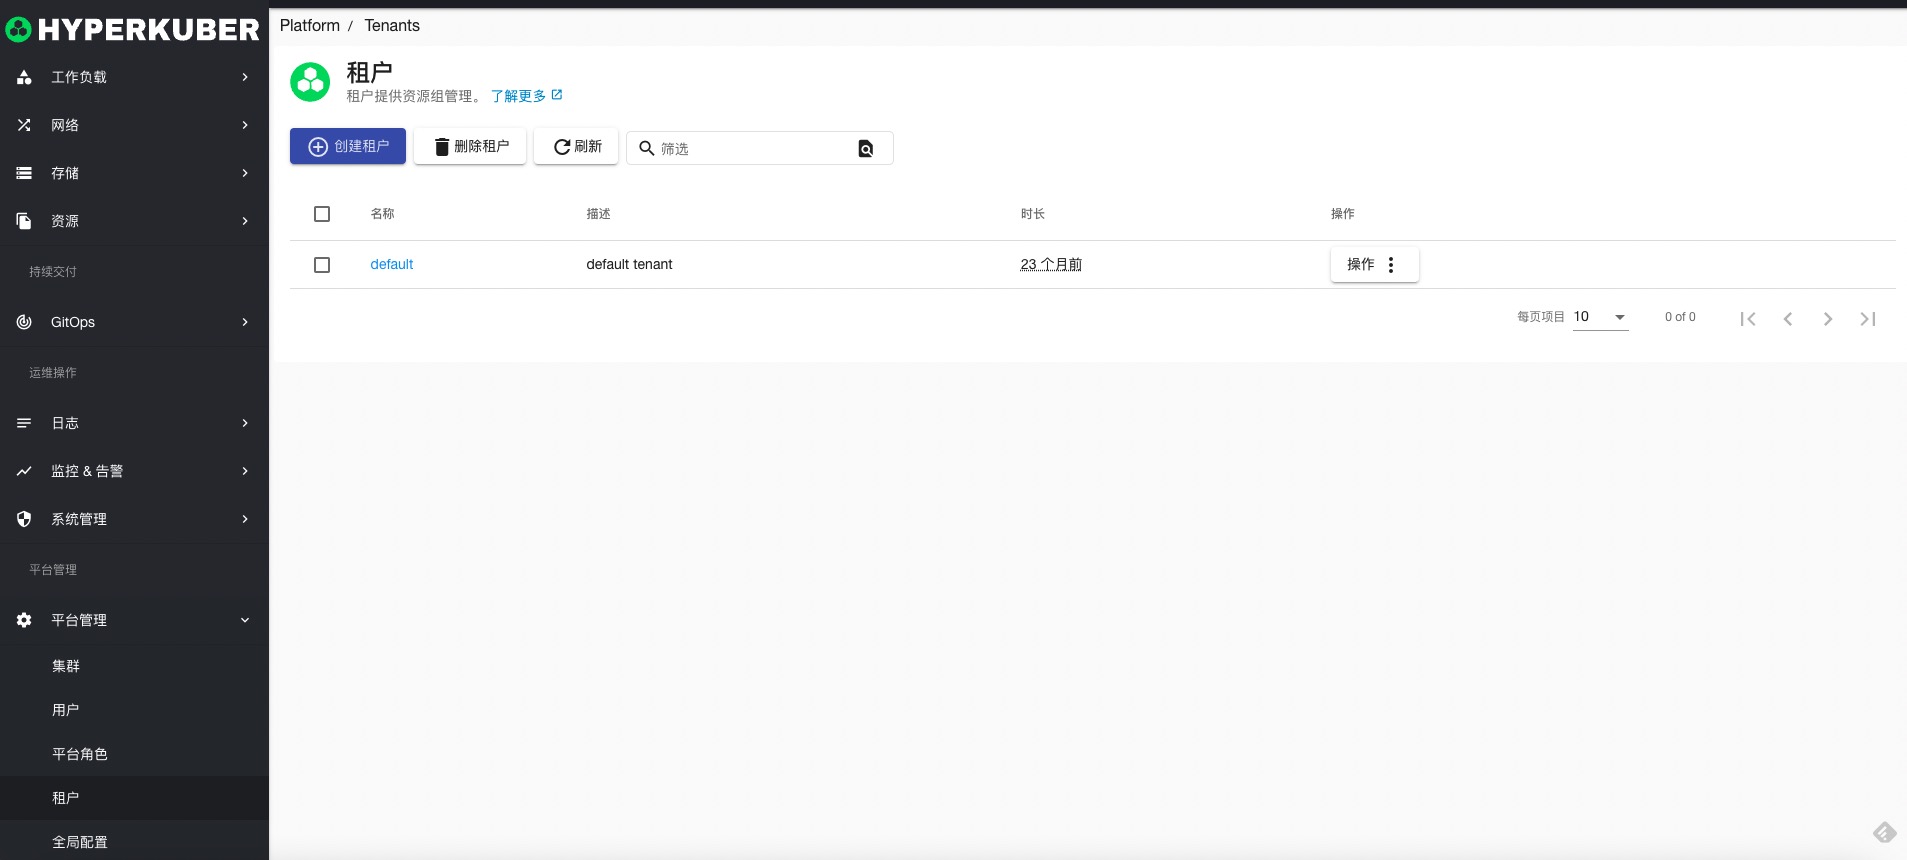 HYPERKUBER
工作负载
网络
存储
资源
持续交付
GitOps
运维操作
日志
监控 & 告警
系统管理
平台管理
平台管理
集群
用户
平台角色
租户
全局配置
Platform / Tenants
租户
租户提供资源组管理。 了解更多
创建租户 删除租户 刷新 筛选
名称 描述 时长 操作
default default tenant 23 个月前 操作
每页项目 10 0 of 0